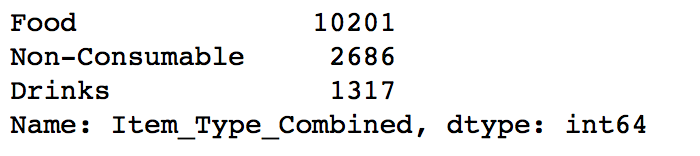 Food 10201
Non-Consumable 2686
Drinks 1317
Name: Item_Type_Combined, dtype: int64